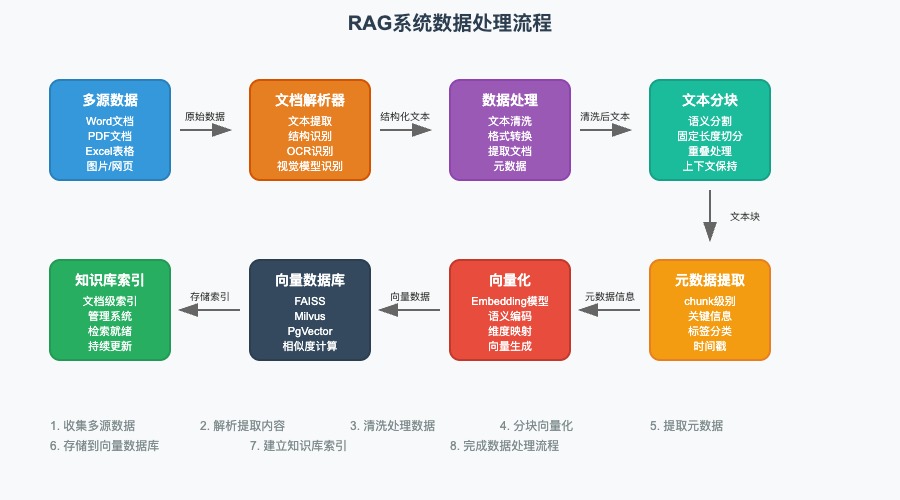 RAG系统数据处理流程
多源数据
Word文档
PDF文档
Excel表格
图片/网页
原始数据
文档解析器
文本提取
结构识别
OCR识别
视觉模型识别
结构化文本
数据处理
文本清洗
格式转换
提取文档
元数据
清洗后文本
文本分块
语义分割
固定长度切分
重叠处理
上下文保持
文本块
元数据提取
chunk级别
关键信息
标签分类
时间戳
元数据信息
向量化
Embedding模型
语义编码
维度映射
向量生成
向量数据
向量数据库
FAISS
Milvus
PgVector
相似度计算
存储索引
知识库索引
文档级索引
管理系统
检索就绪
持续更新
1. 收集多源数据
2. 解析提取内容
3. 清洗处理数据
4. 分块向量化
5. 提取元数据
6. 存储到向量数据库
7. 建立知识库索引
8. 完成数据处理流程